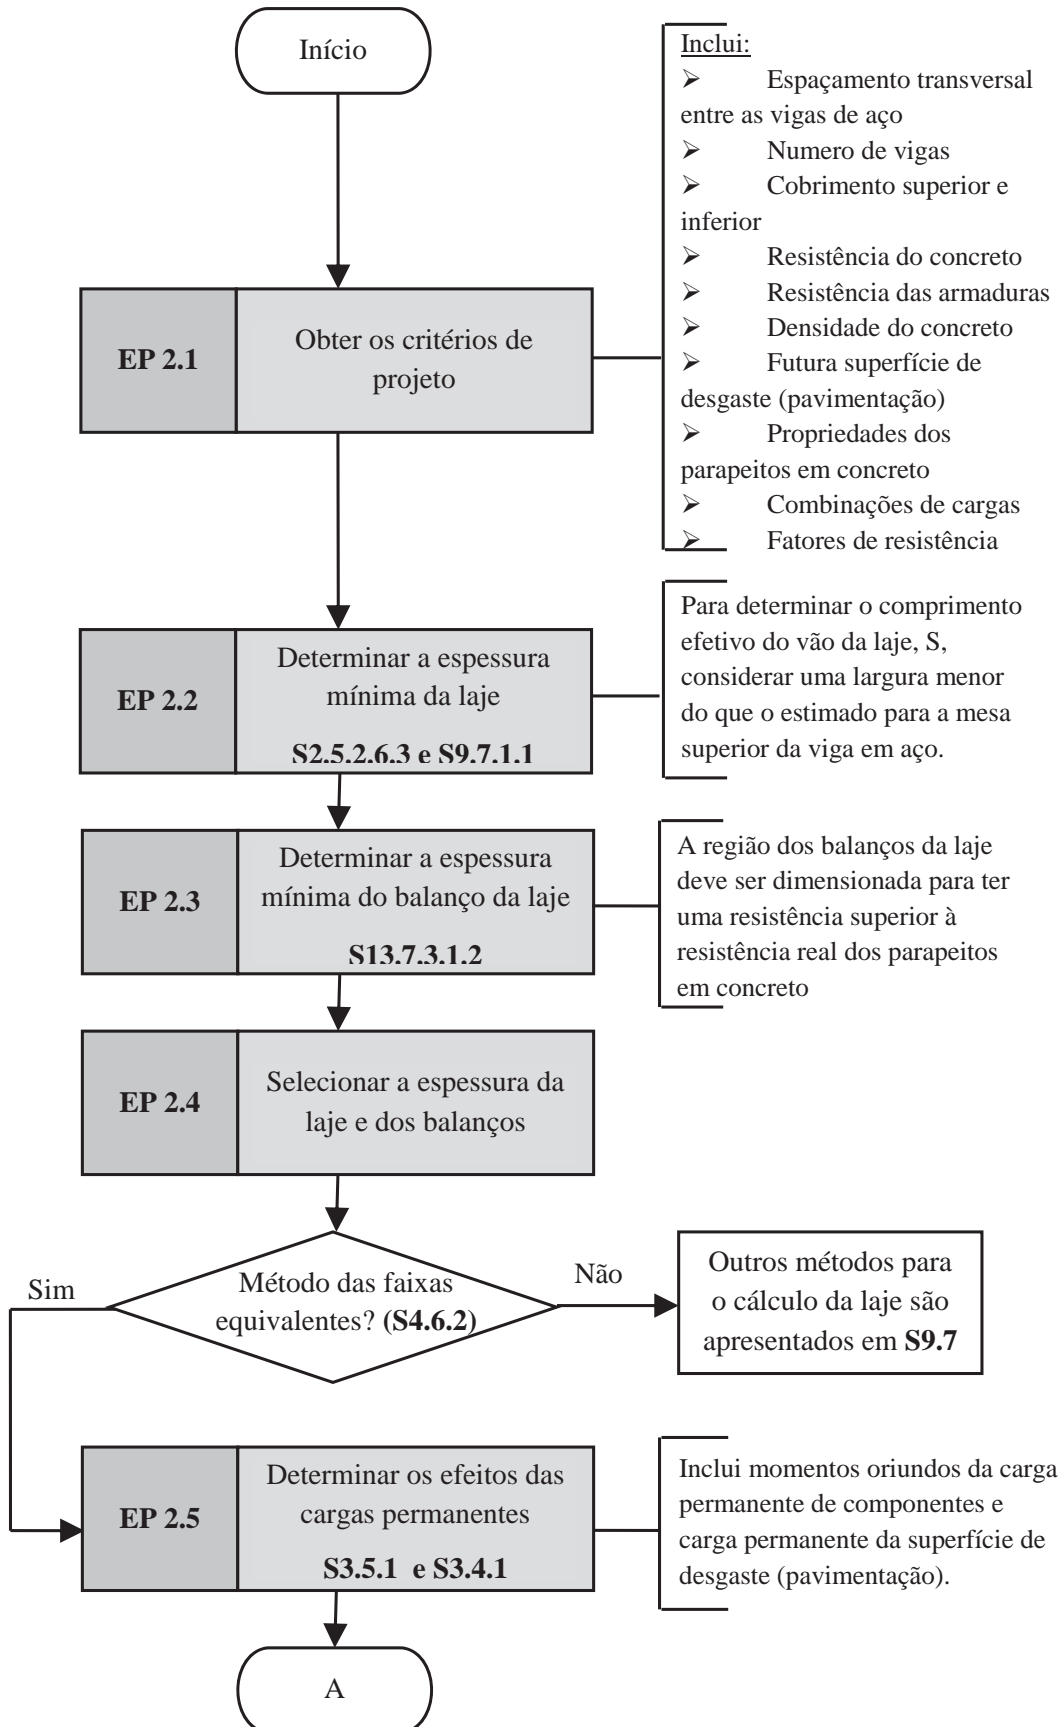 Início
Inclui:
➢ Espaçamento transversal
entre as vigas de aço
➢ Numero de vigas
➢ Cobrimento superior e
inferior
➢ Resistência do concreto
➢ Resistência das armaduras
➢ Densidade do concreto
➢ Futura superfície de
desgaste (pavimentação)
➢ Propriedades dos
parapeitos em concreto
➢ Combinações de cargas
➢ Fatores de resistência
EP 2.1
Obter os critérios de
projeto
EP 2.2
Determinar a espessura
mínima da laje
S2.5.2.6.3 e S9.7.1.1
Para determinar o comprimento
efetivo do vão da laje, S,
considerar uma largura menor
do que o estimado para a mesa
superior da viga em aço.
EP 2.3
Determinar a espessura
mínima do balanço da laje
S13.7.3.1.2
A região dos balanços da laje
deve ser dimensionada para ter
uma resistência superior à
resistência real dos parapeitos
em concreto
EP 2.4
Selecionar a espessura da
laje e dos balanços
Sim
Método das faixas
equivalentes? (S4.6.2)
Não
Outros métodos para
o cálculo da laje são
apresentados em S9.7
EP 2.5
Determinar os efeitos das
cargas permanentes
S3.5.1 e S3.4.1
Inclui momentos oriundos da carga
permanente de componentes e
carga permanente da superfície de
desgaste (pavimentação).
A